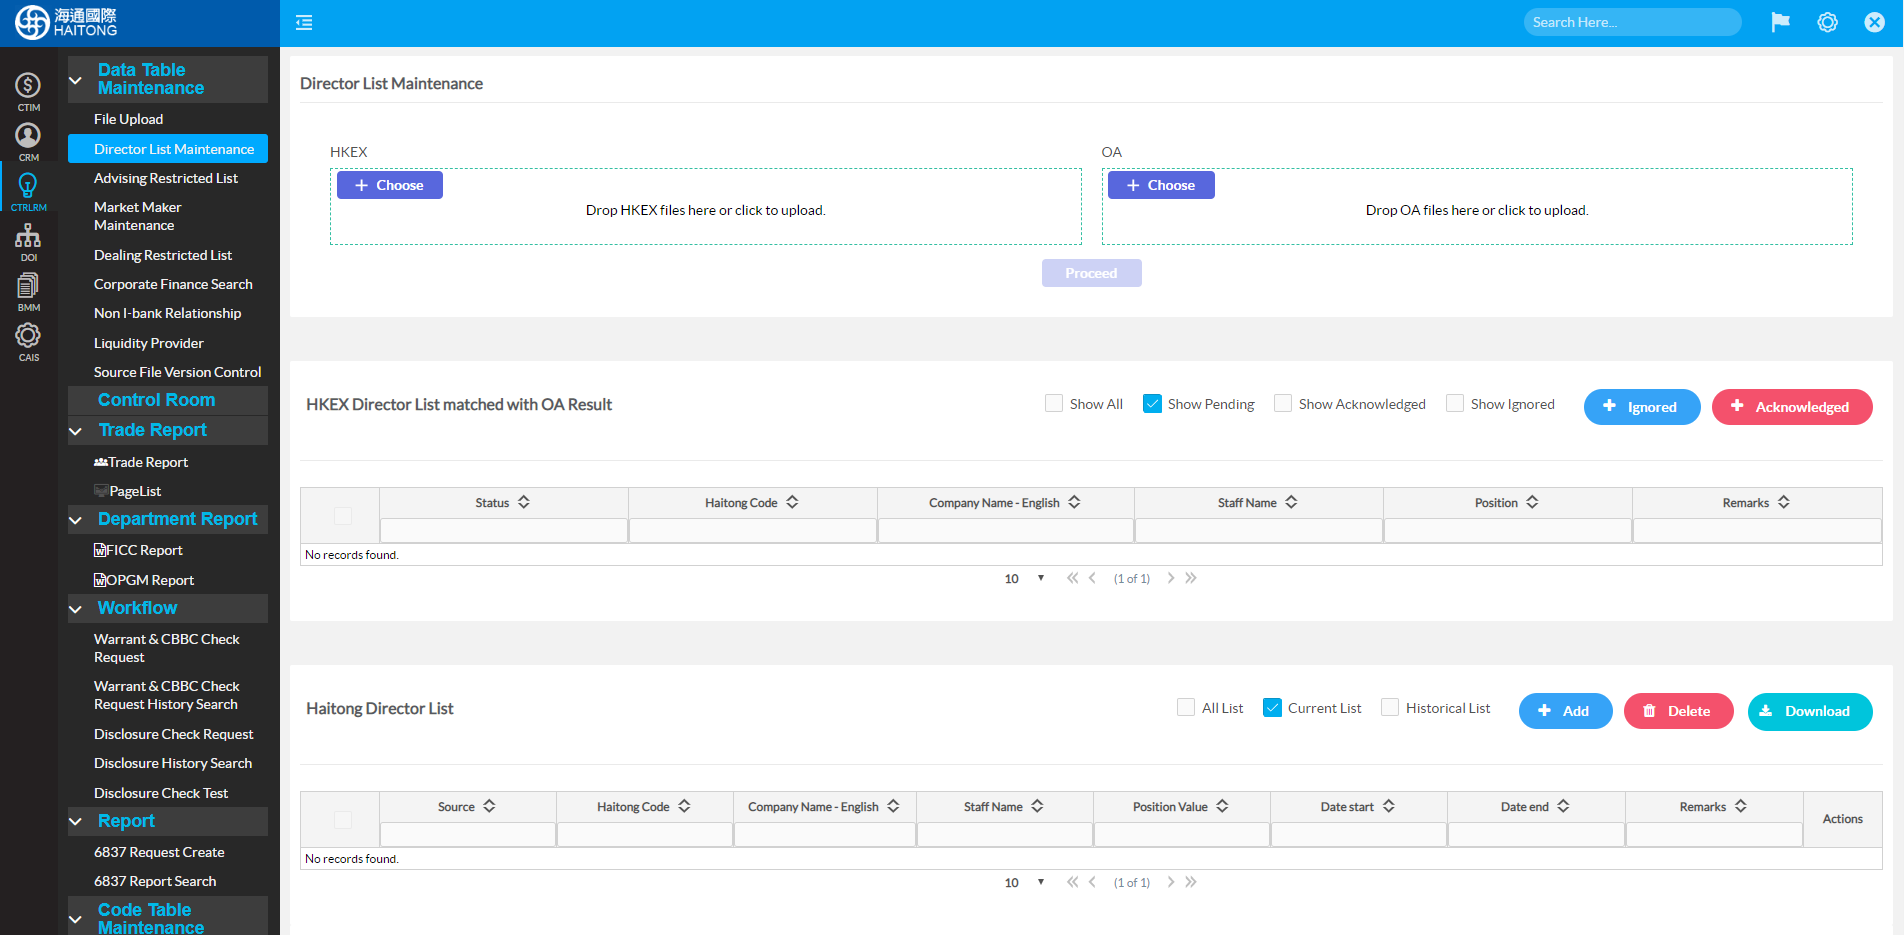 海通國際
HAITONG
Search Here...
CTIM
CRM
CTRLRM
DOI
BMM
CAIS
Data Table
Maintenance
File Upload
Director List Maintenance
Advising Restricted List
Market Maker
Maintenance
Dealing Restricted List
Corporate Finance Search
Non I-bank Relationship
Liquidity Provider
Source File Version Control
Control Room
Trade Report
Trade Report
PageList
Department Report
FICC Report
OPGM Report
Workflow
Warrant & CBBC Check
Request
Warrant & CBBC Check
Request History Search
Disclosure Check Request
Disclosure History Search
Disclosure Check Test
Report
6837 Request Create
6837 Report Search
Code Table
Maintenance
Director List Maintenance
HKEX
Choose
Drop HKEX files here or click to upload.
OA
Choose
Drop OA files here or click to upload.
Proceed
HKEX Director List matched with OA Result
Show All Show Pending Show Acknowledged Show Ignored
Ignored Acknowledged
Status Haitong Code Company Name - English Staff Name Position Remarks
No records found.
10 (1 of 1)
Haitong Director List
All List Current List Historical List
Add Delete Download
Source Haitong Code Company Name - English Staff Name Position Value Date start Date end Remarks Actions
No records found.
10 (1 of 1)